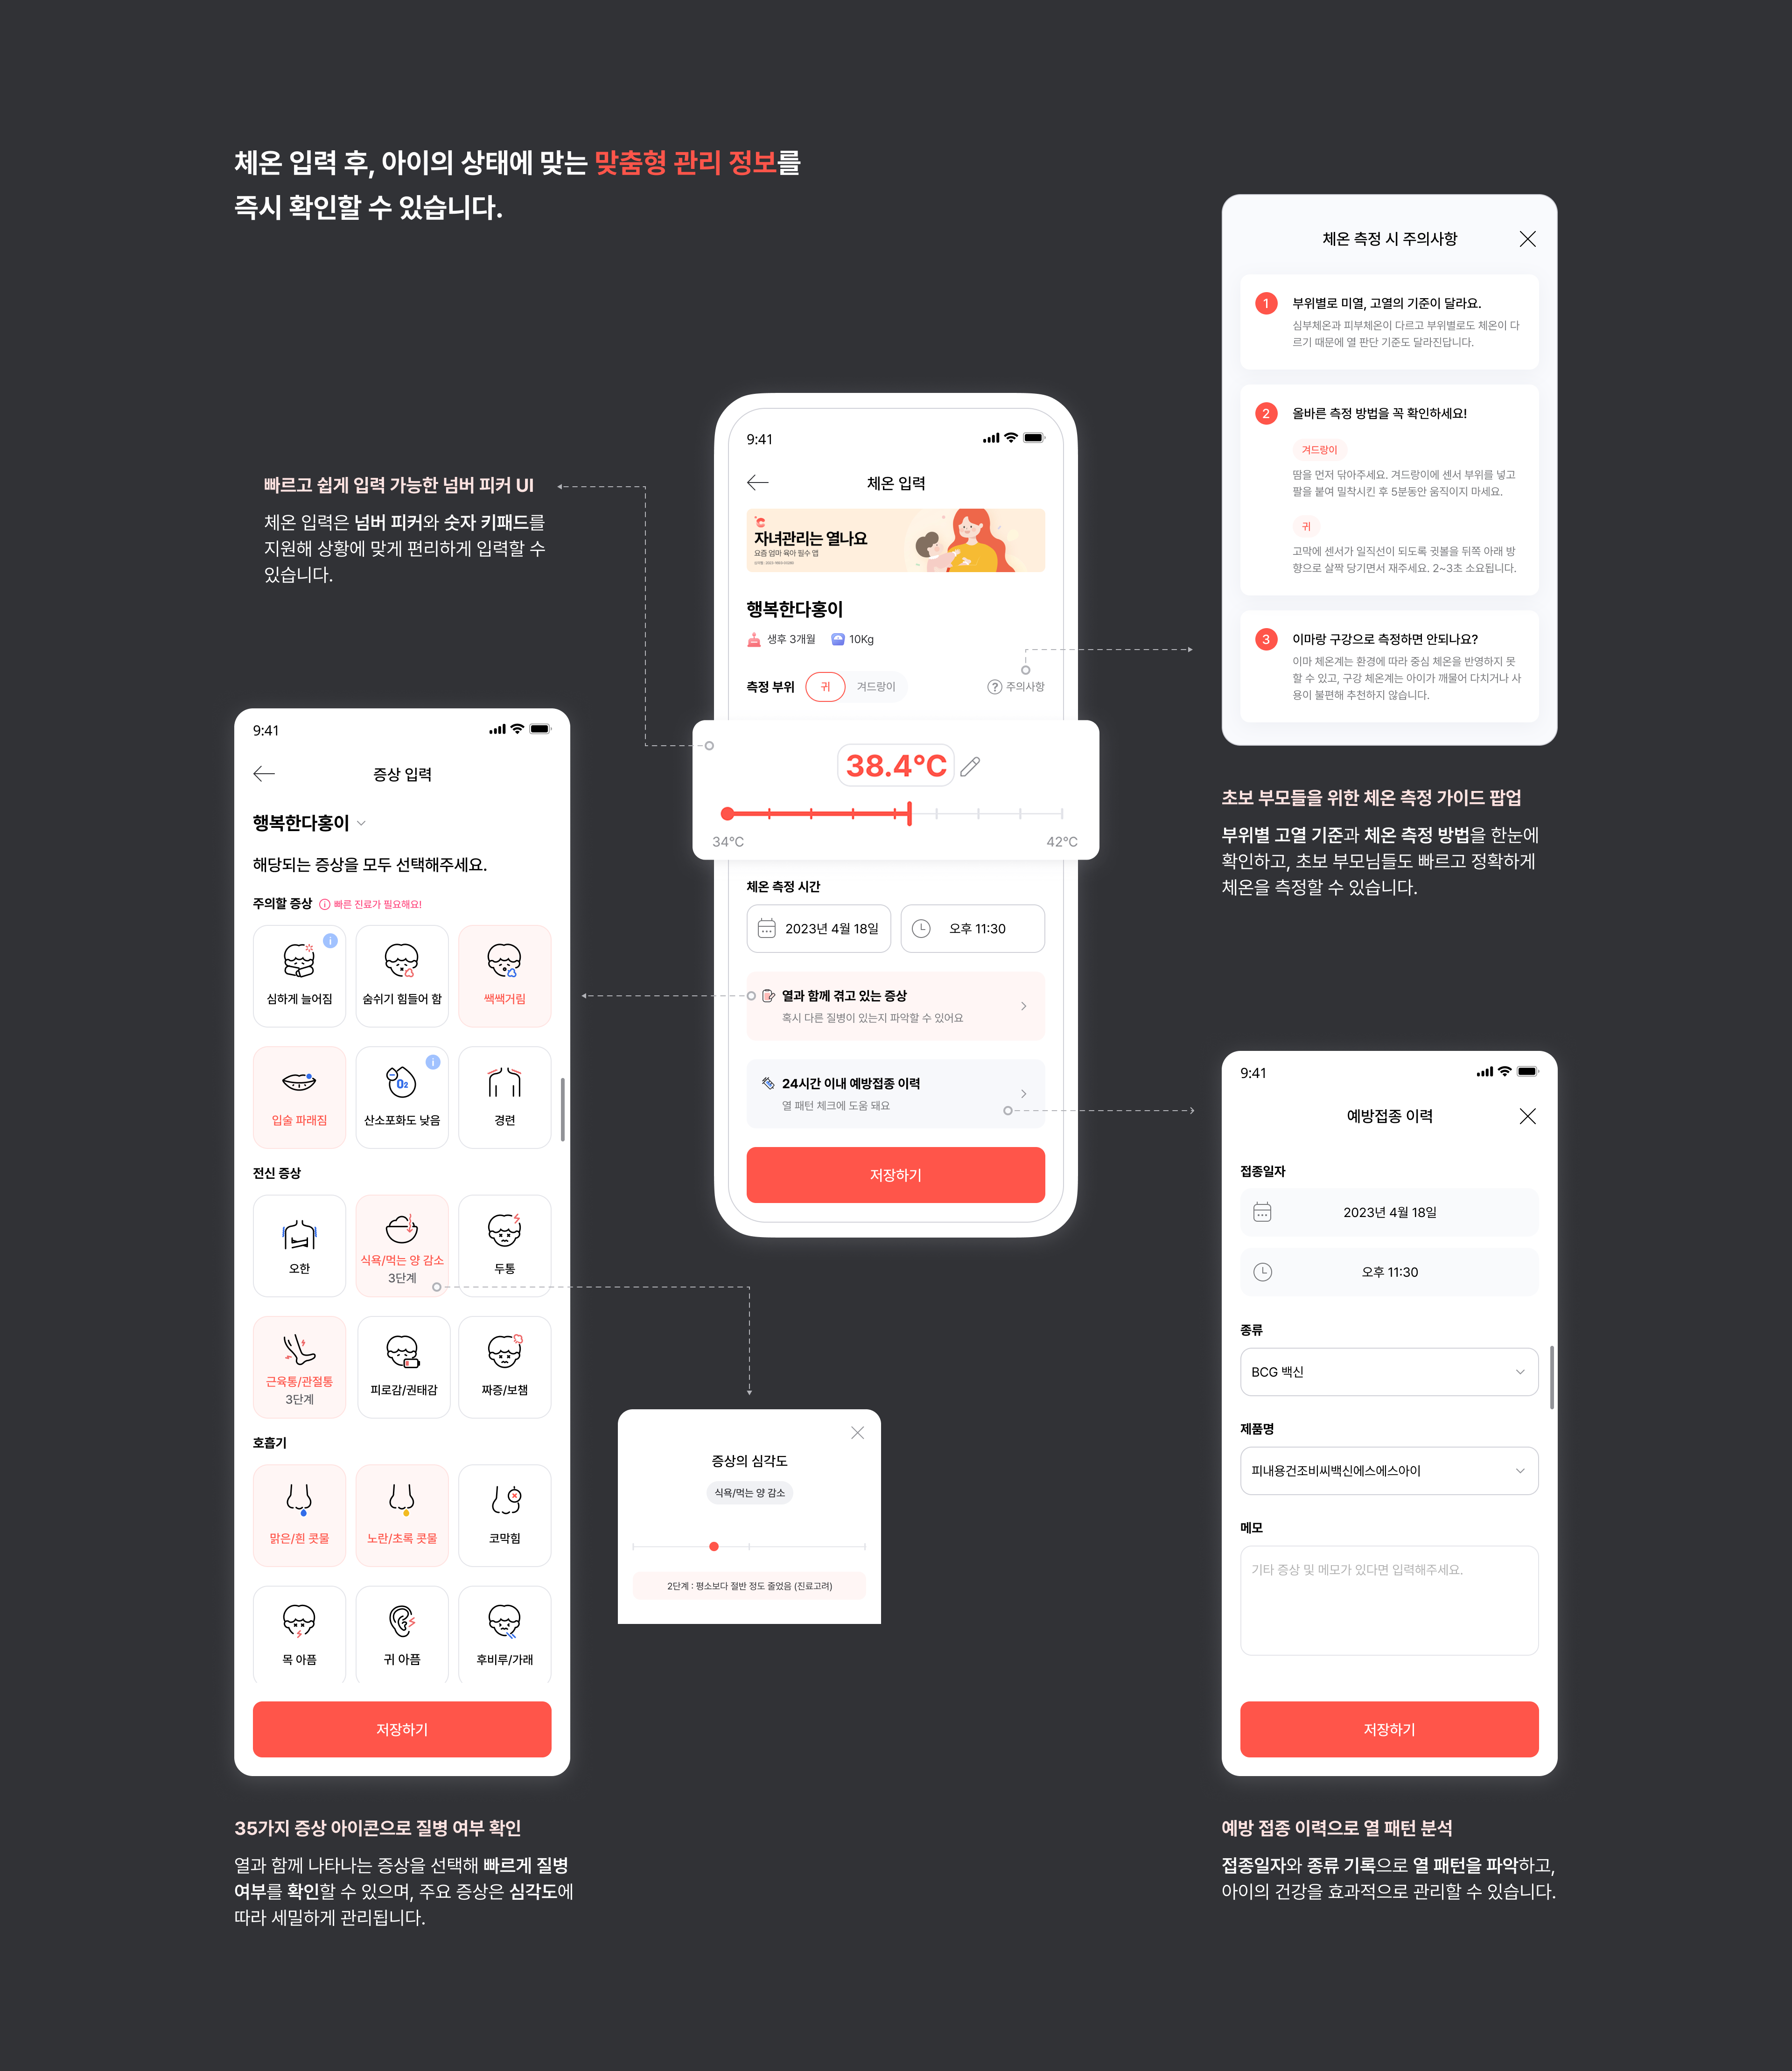 체온 입력 후, 아이의 상태에 맞는 맞춤형 관리 정보를
즉시 확인할 수 있습니다.
빠르고 쉽게 입력 가능한 넘버 피커 UI
체온 입력은 넘버 피커와 숫자 키패드를
지원해 상황에 맞게 편리하게 입력할 수
있습니다.
9:41
체온 입력
자녀관리는 열나요
요즘 엄마 육아 필수 앱
행복한다홍이
생후 3개월
10Kg
측정 부위
귀
겨드랑이
? 주의사항
38.4°C
34°C
42°C
체온 측정 시간
2023년 4월 18일
오후 11:30
열과 함께 겪고 있는 증상
혹시 다른 질병이 있는지 파악할 수 있어요
24시간 이내 예방접종 이력
열 패턴 체크에 도움 돼요
저장하기
체온 측정 시 주의사항
1 부위별로 미열, 고열의 기준이 달라요.
심부체온과 피부체온이 다르고 부위별로도 체온이 다
르기 때문에 열 판단 기준도 달라진답니다.
2 올바른 측정 방법을 꼭 확인하세요!
겨드랑이
땀을 먼저 닦아주세요. 겨드랑이에 센서 부위를 넣고
팔을 붙여 밀착시킨 후 5분동안 움직이지 마세요.
귀
고막에 센서가 일직선이 되도록 귓볼을 뒤쪽 아래 방
향으로 살짝 당기면서 재주세요. 2~3초 소요됩니다.
3 이마랑 구강으로 측정하면 안되나요?
이마 체온계는 환경에 따라 중심 체온을 반영하지 못
할 수 있고, 구강 체온계는 아이가 깨물어 다치거나 사
용이 불편해 추천하지 않습니다.
초보 부모들을 위한 체온 측정 가이드 팝업
부위별 고열 기준과 체온 측정 방법을 한눈에
확인하고, 초보 부모님들도 빠르고 정확하게
체온을 측정할 수 있습니다.
9:41
증상 입력
행복한다홍이
해당되는 증상을 모두 선택해주세요.
주의할 증상 빠른 진료가 필요해요!
심하게 늘어짐
숨쉬기 힘들어 함
쌕쌕거림
입술 파래짐
O2
산소포화도 낮음
경련
전신 증상
오한
식욕/먹는 양 감소
3단계
두통
근육통/관절통
3단계
피로감/권태감
짜증/보챔
호흡기
맑은/흰 콧물
노란/초록 콧물
코막힘
목 아픔
귀 아픔
후비루/가래
저장하기
35가지 증상 아이콘으로 질병 여부 확인
열과 함께 나타나는 증상을 선택해 빠르게 질병
여부를 확인할 수 있으며, 주요 증상은 심각도에
따라 세밀하게 관리됩니다.
증상의 심각도
식욕/먹는 양 감소
2단계 : 평소보다 절반 정도 줄었음 (진료고려)
9:41
예방접종 이력
접종일자
2023년 4월 18일
오후 11:30
종류
BCG 백신
제품명
피내용건조비씨백신에스에스아이
메모
기타 증상 및 메모가 있다면 입력해주세요.
저장하기
예방 접종 이력으로 열 패턴 분석
접종일자와 종류 기록으로 열 패턴을 파악하고,
아이의 건강을 효과적으로 관리할 수 있습니다.